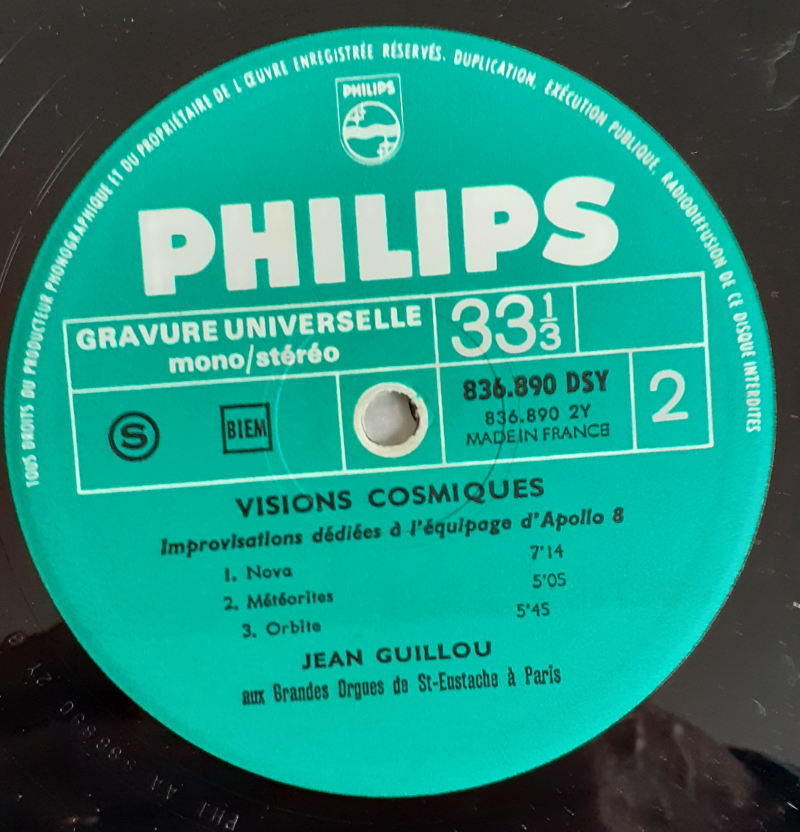 TOUS DROITS DU PRODUCTEUR PHONOGRAPHIQUE ET DU PROPRIÉTAIRE DE L'ŒUVRE ENREGISTRÉE RÉSERVÉS. DUPLICATION, EXÉCUTION PUBLIQUE, RADIODIFFUSION DE CE DISQUE INTERDITES
PHILIPS
PHILIPS
GRAVURE UNIVERSELLE
mono/stéréo
33 1/3
S
BIEM
836.890 DSY
836.890 2Y
MADE IN FRANCE
2
VISIONS COSMIQUES
Improvisations dédiées à l'équipage d'Apollo 8
1. Nova 7'14
2. Météorites 5'05
3. Orbite 5'45
JEAN GUILLOU
aux Grandes Orgues de St-Eustache à Paris